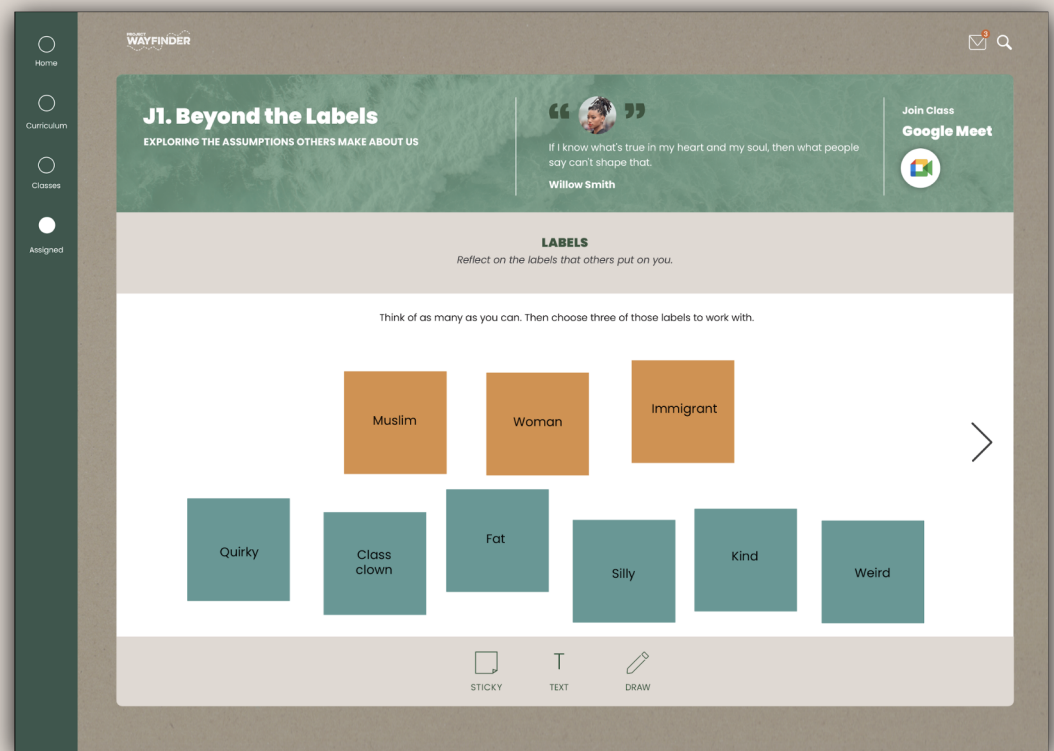 PROJECT
WAYFINDER
3
Home
Curriculum
Classes
Assigned
J1. Beyond the Labels
EXPLORING THE ASSUMPTIONS OTHERS MAKE ABOUT US
“ ”
If I know what's true in my heart and my soul, then what people
say can't shape that.
Willow Smith
Join Class
Google Meet
LABELS
Reflect on the labels that others put on you.
Think of as many as you can. Then choose three of those labels to work with.
Muslim
Woman
Immigrant
Quirky
Class
clown
Fat
Silly
Kind
Weird
T
STICKY
TEXT
DRAW